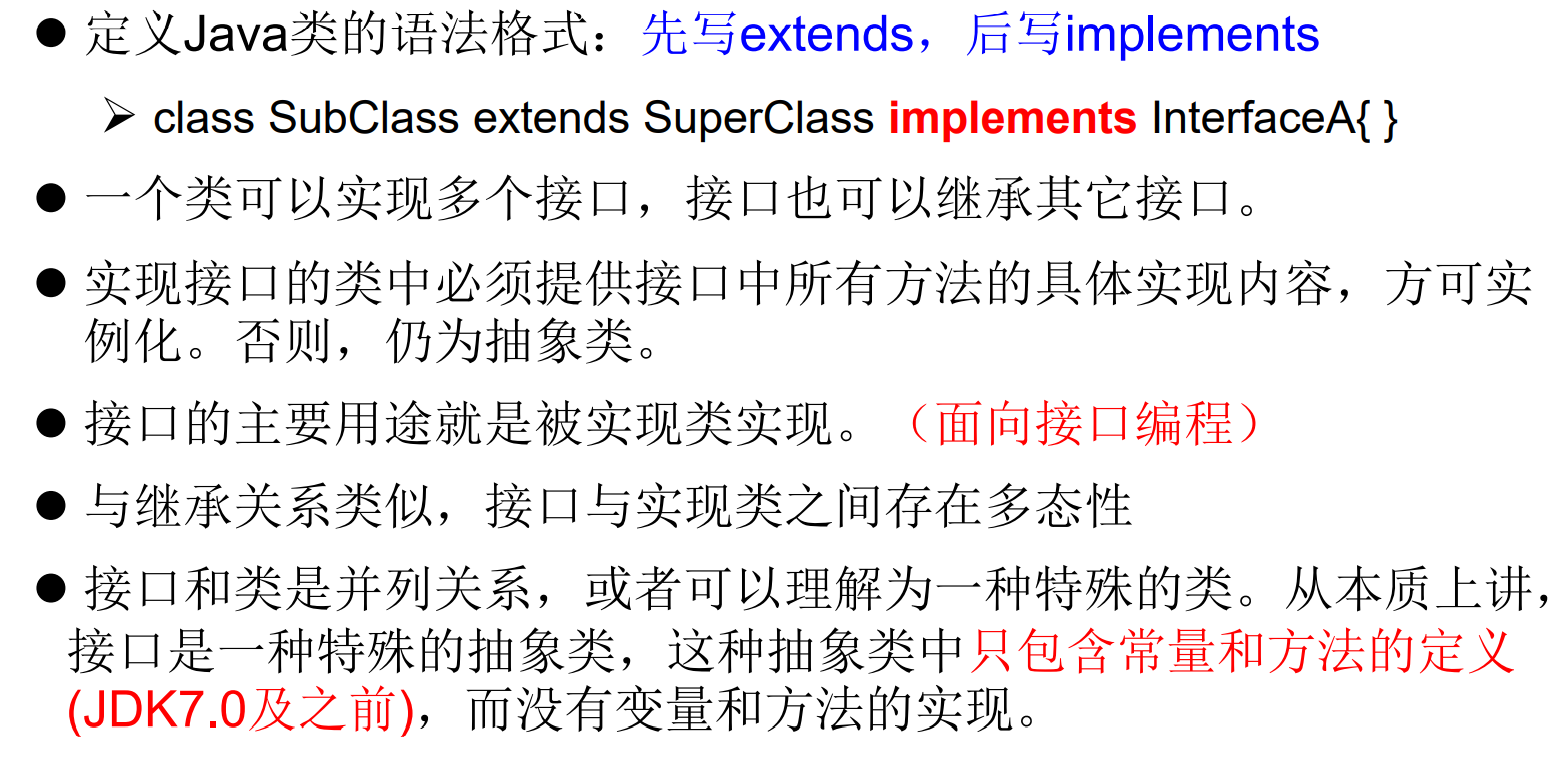 ● 定义Java类的语法格式：先写extends，后写implements
➢ class SubClass extends SuperClass implements InterfaceA{ }
● 一个类可以实现多个接口，接口也可以继承其它接口。
● 实现接口的类中必须提供接口中所有方法的具体实现内容，方可实
例化。否则，仍为抽象类。
● 接口的主要用途就是被实现类实现。（面向接口编程）
● 与继承关系类似，接口与实现类之间存在多态性
● 接口和类是并列关系，或者可以理解为一种特殊的类。从本质上讲，
接口是一种特殊的抽象类，这种抽象类中只包含常量和方法的定义
(JDK7.0及之前)，而没有变量和方法的实现。